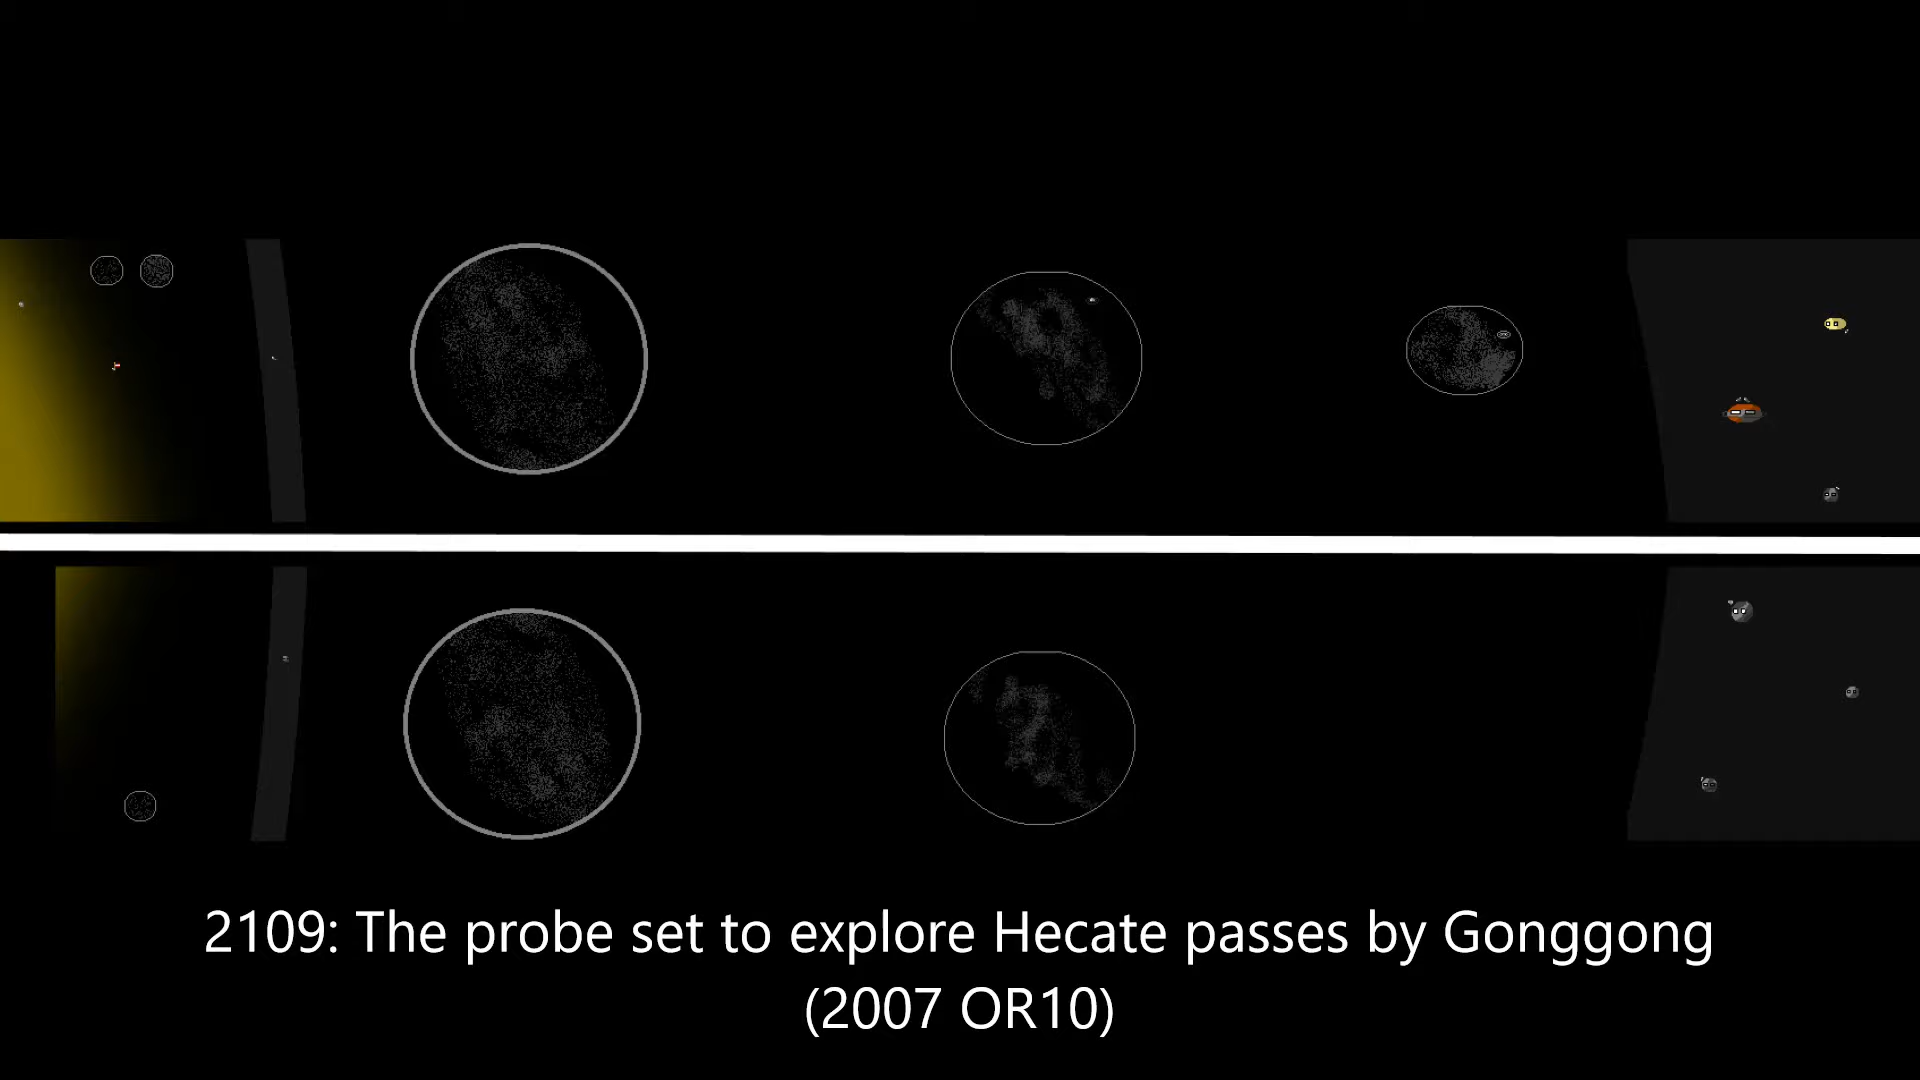 2109: The probe set to explore Hecate passes by Gonggong
(2007 OR10)